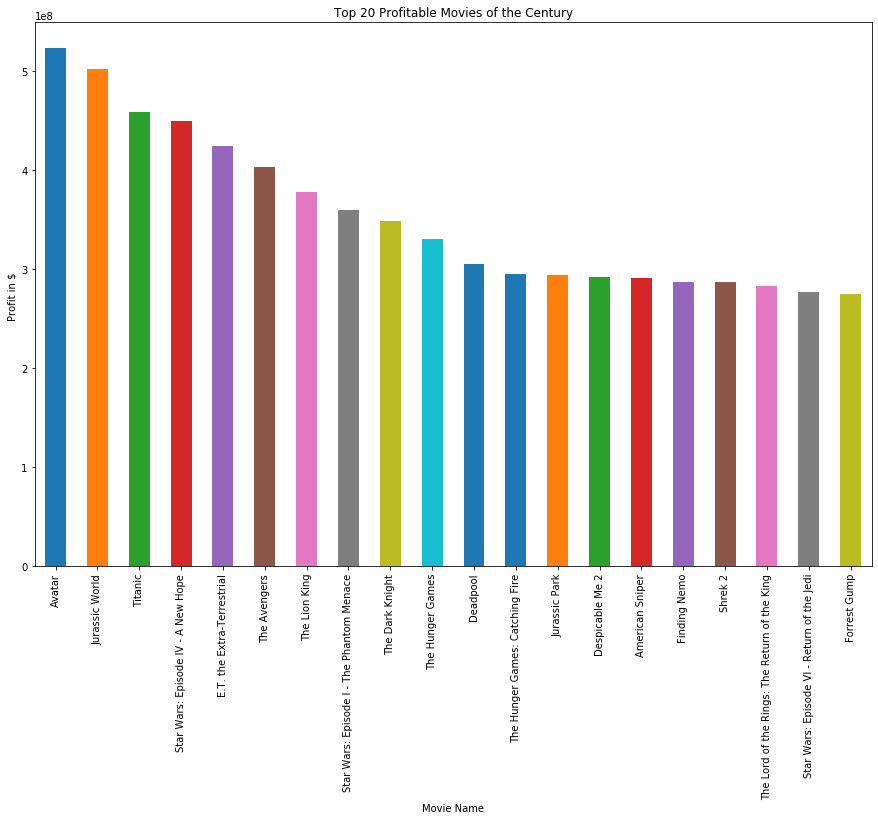 Top 20 Profitable Movies of the Century
1e8
5
4
3
2
1
0
Profit in $
Avatar
Jurassic World
Titanic
Star Wars: Episode IV - A New Hope
E.T. the Extra-Terrestrial
The Avengers
The Lion King
Star Wars: Episode I - The Phantom Menace
The Dark Knight
The Hunger Games
Deadpool
The Hunger Games: Catching Fire
Jurassic Park
Despicable Me 2
American Sniper
Finding Nemo
Shrek 2
The Lord of the Rings: The Return of the King
Star Wars: Episode VI - Return of the Jedi
Forrest Gump
Movie Name